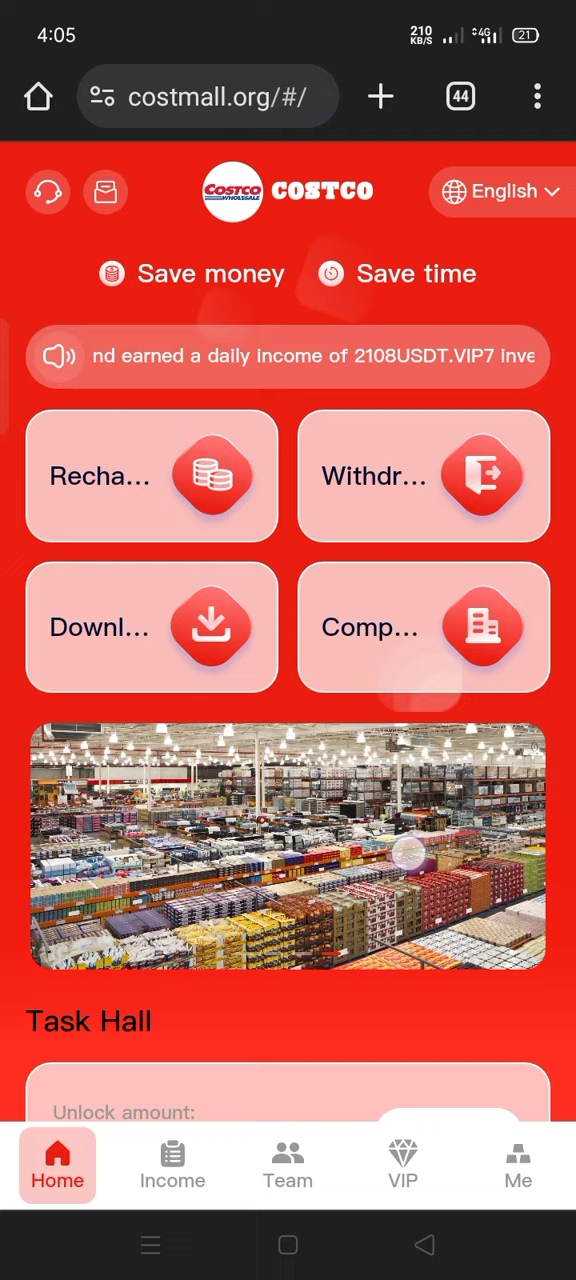 4:05
210 KB/S 4G 21
costmall.org/#/
44
COSTCO WHOLESALE COSTCO
English
Save money Save time
nd earned a daily income of 2108USDT.VIP7 inve
Recha... Withdr...
Downl... Comp...
Task Hall
Unlock amount:
Home Income Team VIP Me